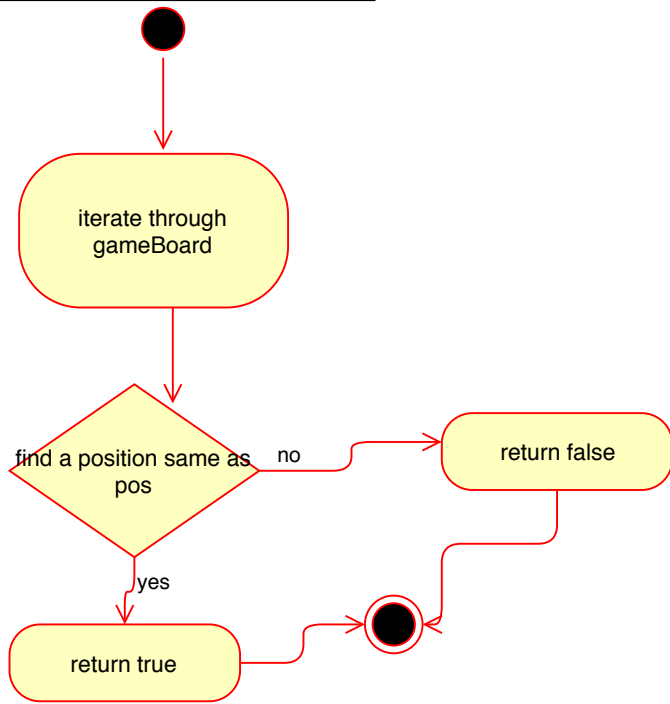 iterate through
gameBoard
find a position same as
pos
no
return false
yes
return true